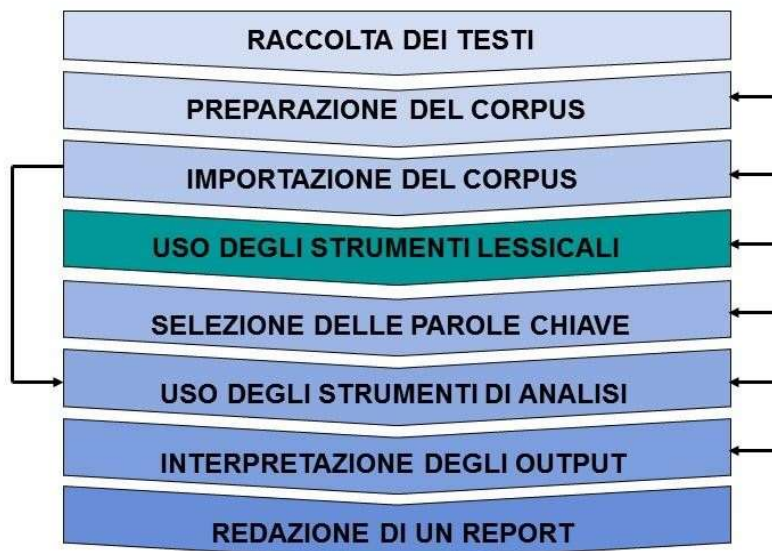 RACCOLTA DEI TESTI
PREPARAZIONE DEL CORPUS
IMPORTAZIONE DEL CORPUS
USO DEGLI STRUMENTI LESSICALI
SELEZIONE DELLE PAROLE CHIAVE
USO DEGLI STRUMENTI DI ANALISI
INTERPRETAZIONE DEGLI OUTPUT
REDAZIONE DI UN REPORT